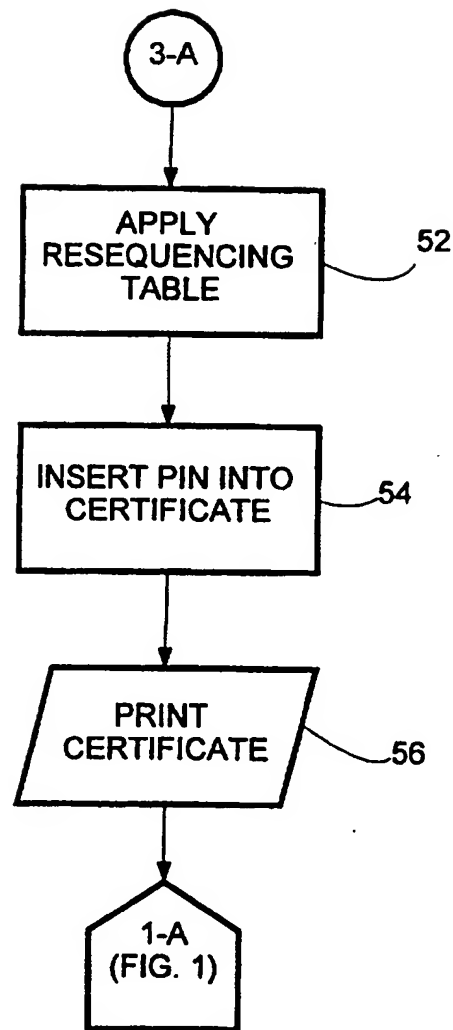 3-A
APPLY
RESEQUENCING
TABLE
52
INSERT PIN INTO
CERTIFICATE
54
PRINT
CERTIFICATE
56
1-A
(FIG. 1)